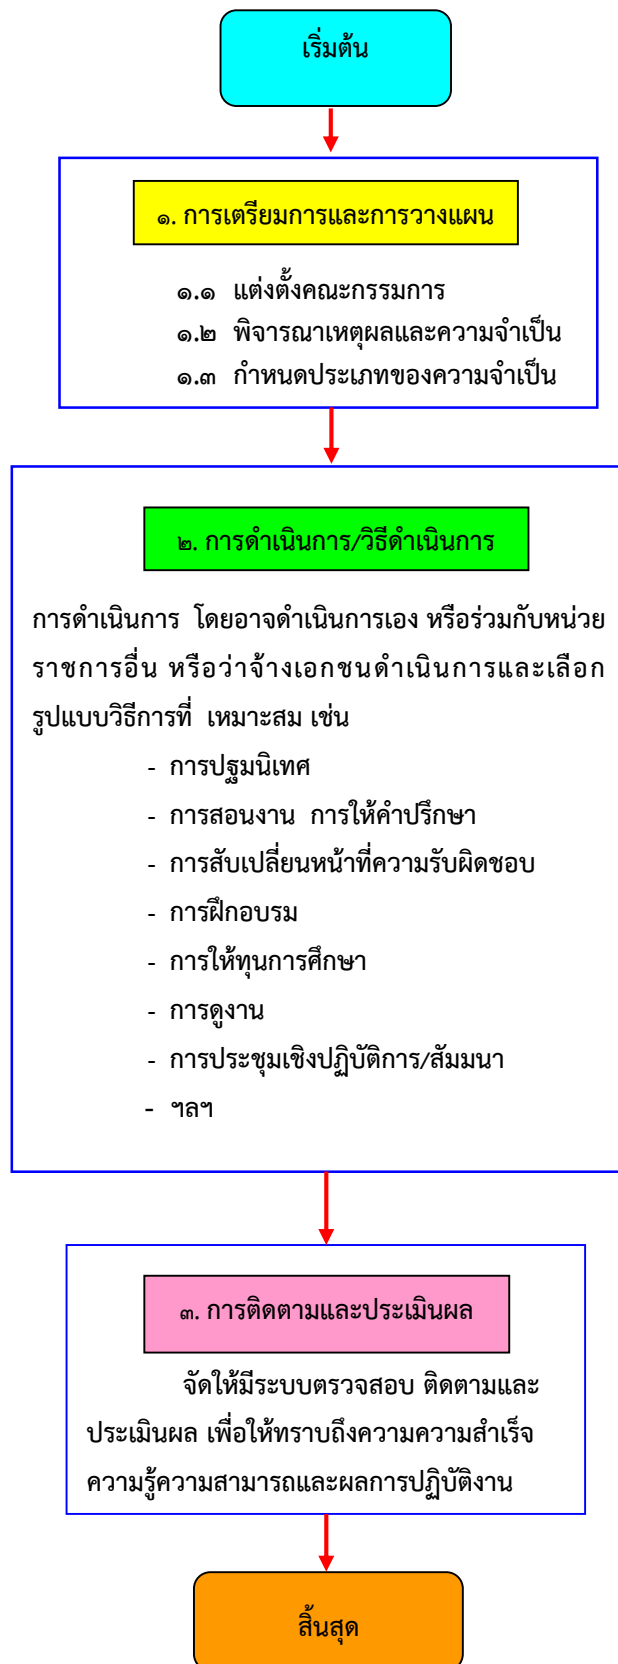 เริ่มต้น
๑. การเตรียมการและการวางแผน
๑.๑ แต่งตั้งคณะกรรมการ
๑.๒ พิจารณาเหตุผลและความจำเป็น
๑.๓ กำหนดประเภทของความจำเป็น
๒. การดำเนินการ/วิธีดำเนินการ
การดำเนินการ โดยอาจดำเนินการเอง หรือร่วมกับหน่วย
ราชการอื่น หรือว่าจ้างเอกชนดำเนินการและเลือก
รูปแบบวิธีการที่ เหมาะสม เช่น
- การปฐมนิเทศ
- การสอนงาน การให้คำปรึกษา
- การสับเปลี่ยนหน้าที่ความรับผิดชอบ
- การฝึกอบรม
- การให้ทุนการศึกษา
- การดูงาน
- การประชุมเชิงปฏิบัติการ/สัมมนา
- ฯลฯ
๓. การติดตามและประเมินผล
จัดให้มีระบบตรวจสอบ ติดตามและ
ประเมินผล เพื่อให้ทราบถึงความความสำเร็จ
ความรู้ความสามารถและผลการปฏิบัติงาน
สิ้นสุด